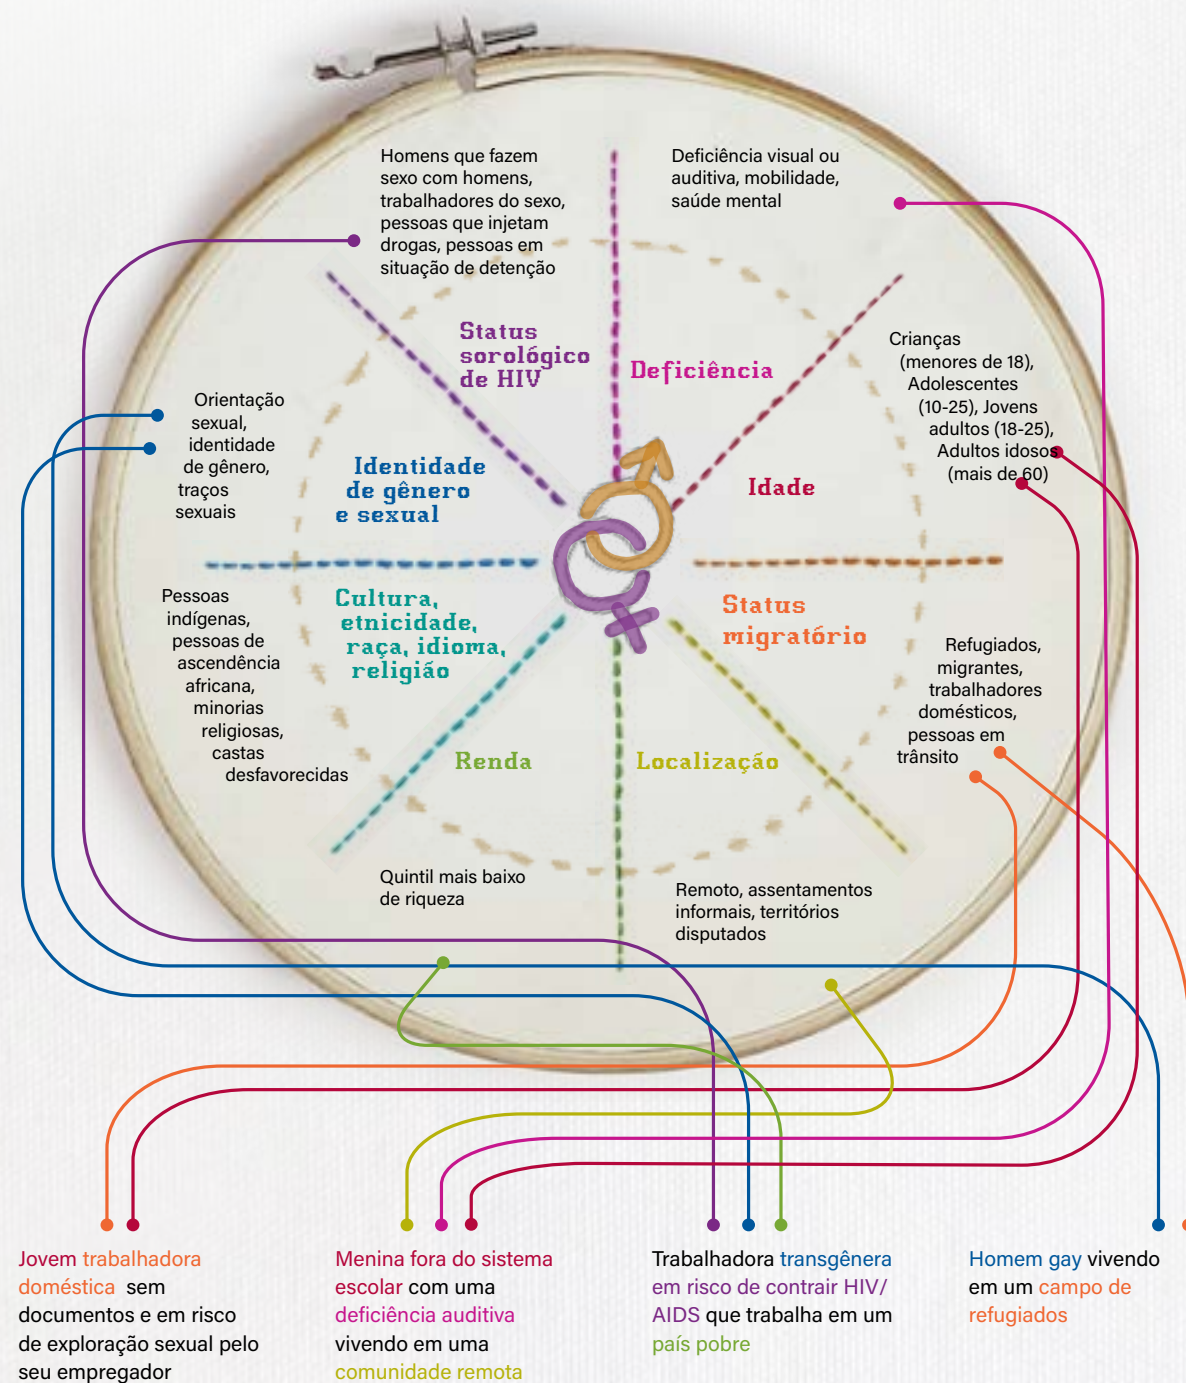 Homens que fazem
sexo com homens,
trabalhadores do sexo,
pessoas que injetam
drogas, pessoas em
situação de detenção
Deficiência visual ou
auditiva, mobilidade,
saúde mental
Status
sorológico
de HIV
Deficiência
Crianças
(menores de 18),
Adolescentes
(10-25), Jovens
adultos (18-25),
Adultos idosos
(mais de 60)
Orientação
sexual,
identidade
de gênero,
traços
sexuais
Identidade
de gênero
e sexual
Idade
Pessoas
indígenas,
pessoas de
ascendência
africana,
minorias
religiosas,
castas
desfavorecidas
Cultura,
etnicidade,
raça, idioma,
religião
Status
migratório
Refugiados,
migrantes,
trabalhadores
domésticos,
pessoas em
trânsito
Renda
Localização
Quintil mais baixo
de riqueza
Remoto, assentamentos
informais, territórios
disputados
Jovem trabalhadora
doméstica sem
documentos e em risco
de exploração sexual pelo
seu empregador
Menina fora do sistema
escolar com uma
deficiência auditiva
vivendo em uma
comunidade remota
Trabalhadora transgênera
em risco de contrair HIV/
AIDS que trabalha em um
país pobre
Homem gay vivendo
em um campo de
refugiados